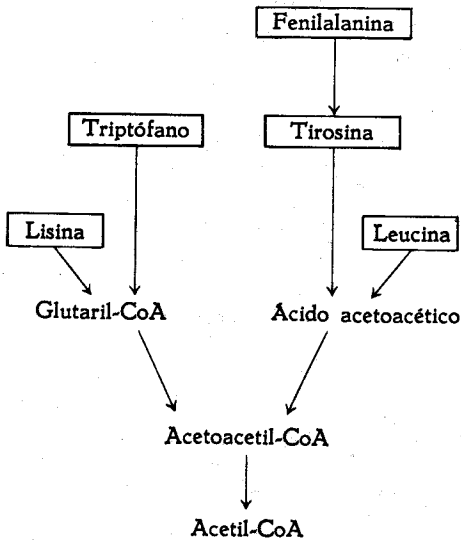 Fenilalanina
Triptófano
Tirosina
Lisina
Leucina
Glutaril-CoA
Ácido acetoacético
Acetoacetil-CoA
Acetil-CoA